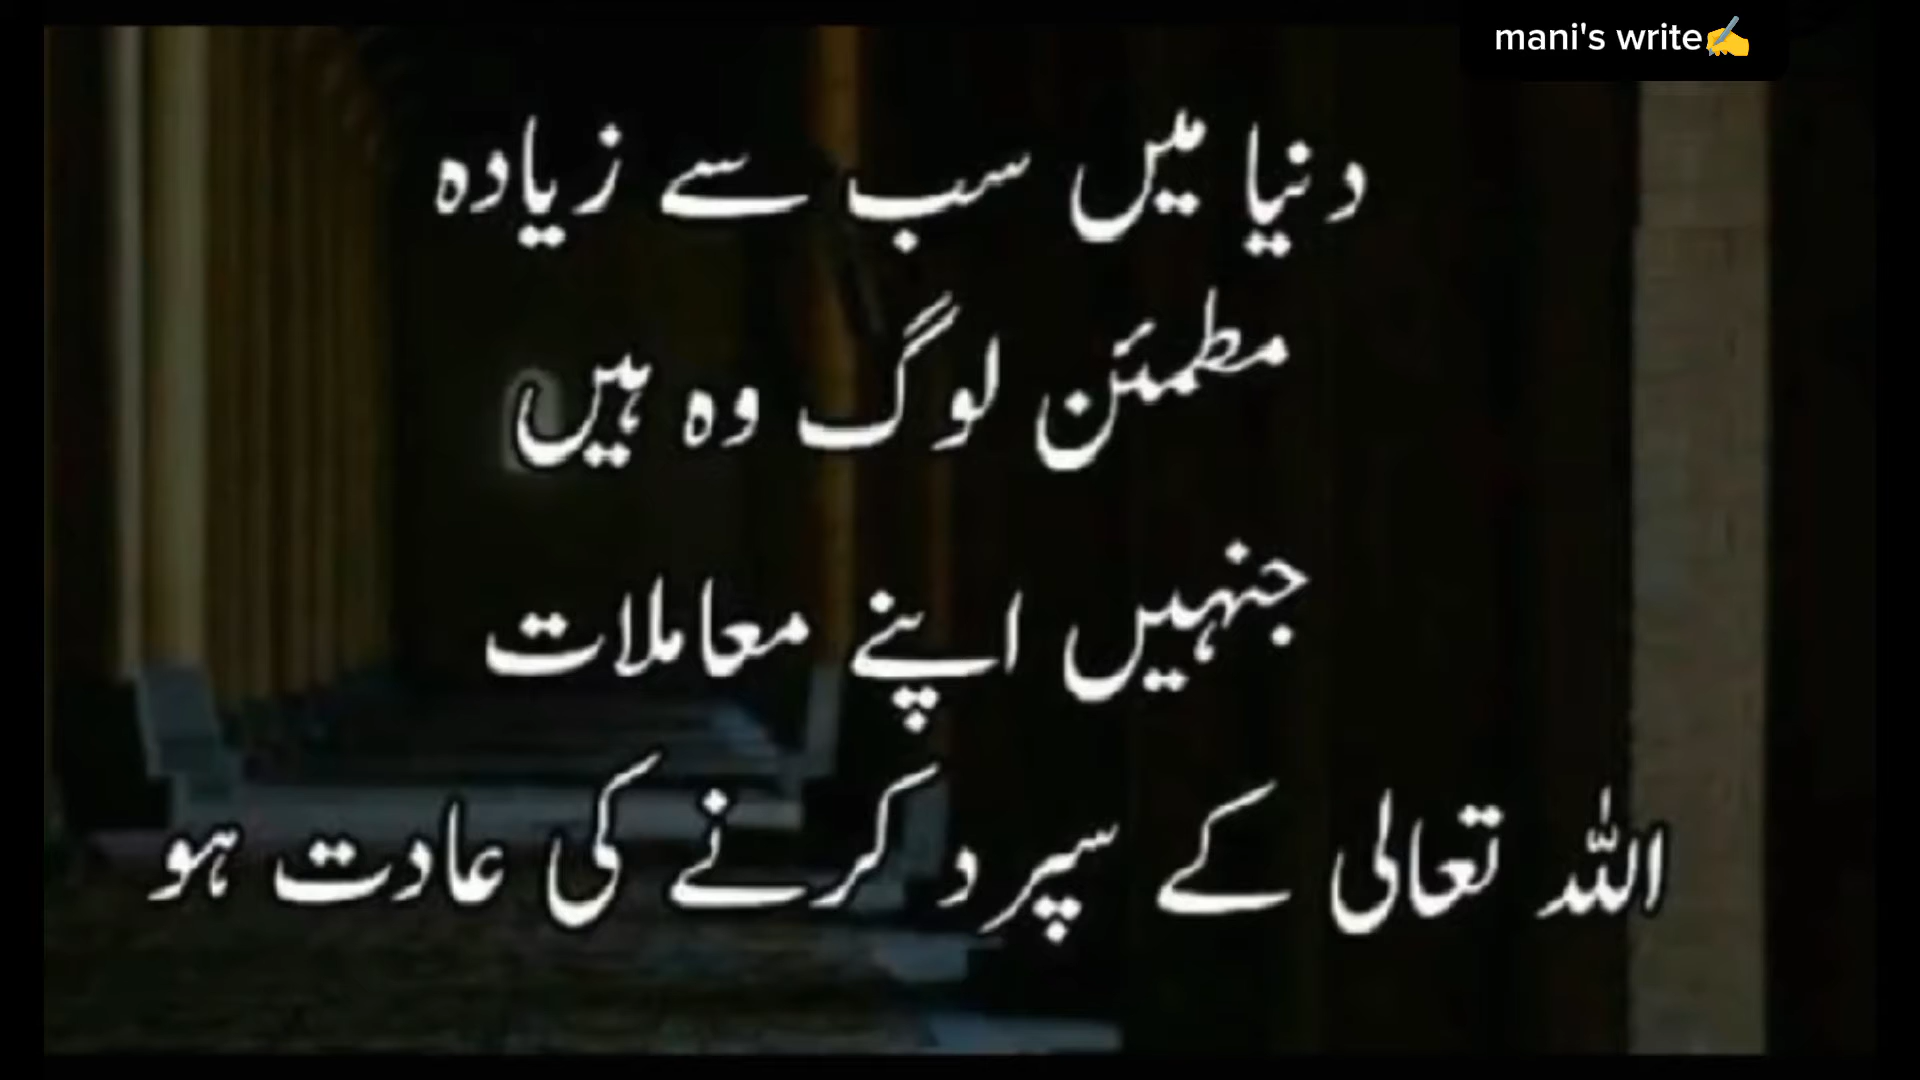 mani's write✍️
دنیا میں سب سے زیادہ
مطمئن لوگ وہ ہیں
جنہیں اپنے معاملات
اللہ تعالی کے سپرد کرنے کی عادت ہو